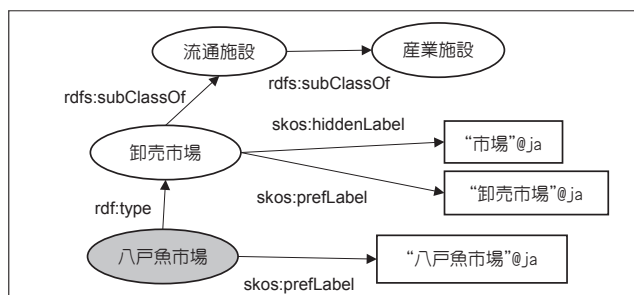 流通施設
産業施設
rdfs:subClassOf
rdfs:subClassOf
skos:hiddenLabel
卸売市場
“市場”@ja
rdf:type
skos:prefLabel
“卸売市場”@ja
八戸魚市場
“八戸魚市場”@ja
skos:prefLabel